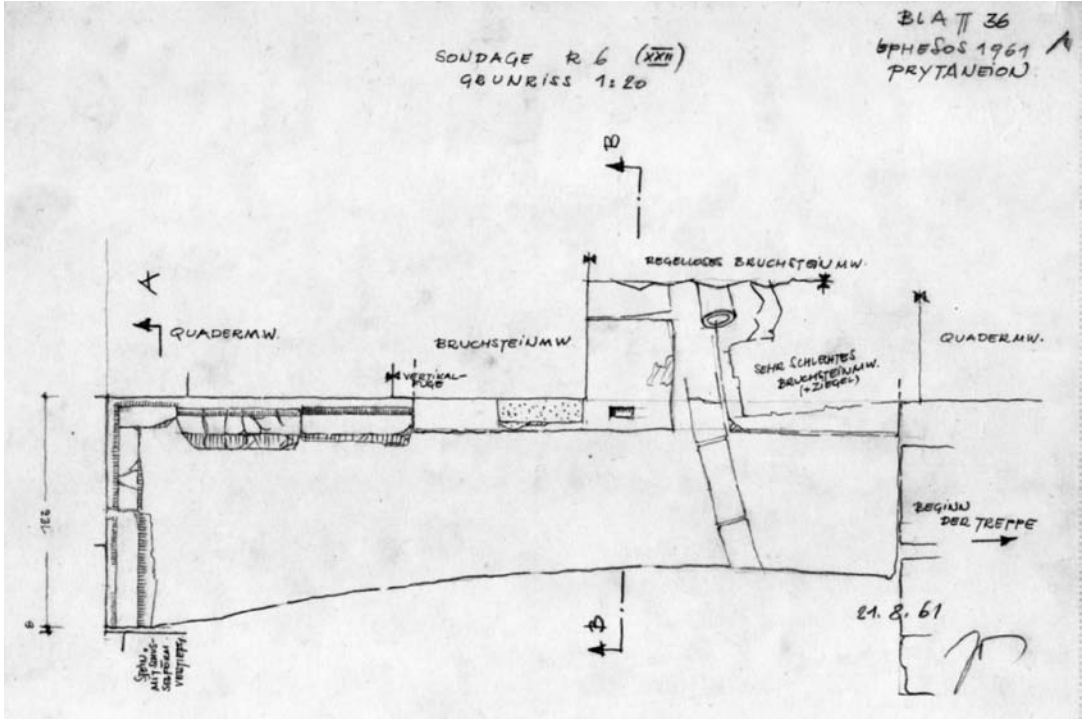 BLATT 36
EPHESOS 1961
PRYTANEION
SONDAGE R 6 (XXII)
GRUNRISS 1:20
B
REGELLOSES BRUCHSTEINMW.
A
QUADERMW.
BRUCHSTEINMW
QUADERMW.
VERTIKAL-
FUGE
SEHR SCHLECHTES
BRUCHSTEINMW.
(+ZIEGEL)
BEGINN
DER TREPPE
B
21. 8. 61